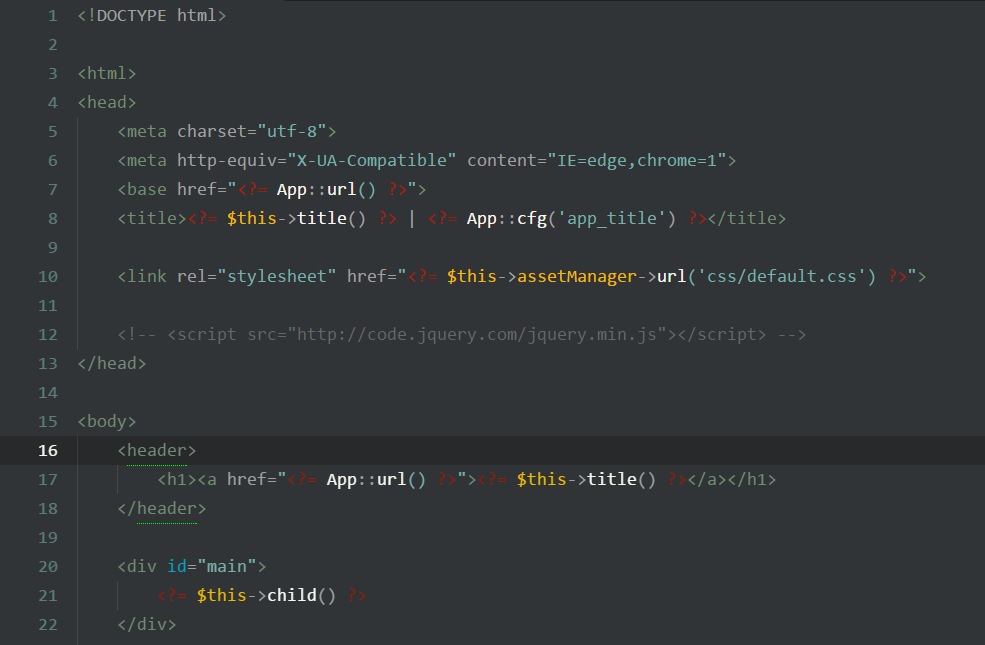 1 <!DOCTYPE html>
2
3 <html>
4 <head>
5     <meta charset="utf-8">
6     <meta http-equiv="X-UA-Compatible" content="IE=edge,chrome=1">
7     <base href="<?= App::url() ?>">
8     <title><?= $this->title() ?> | <?= App::cfg('app_title') ?></title>
9
10     <link rel="stylesheet" href="<?= $this->assetManager->url('css/default.css') ?>">
11
12     <!-- <script src="http://code.jquery.com/jquery.min.js"></script> -->
13 </head>
14
15 <body>
16     <header>
17         <h1><a href="<?= App::url() ?>"><?= $this->title() ?></a></h1>
18     </header>
19
20     <div id="main">
21         <?= $this->child() ?>
22     </div>